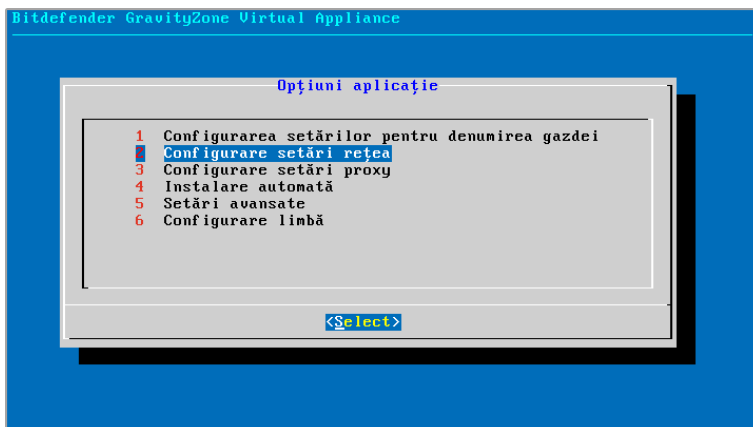 Bitdefender GravityZone Virtual Appliance
Opțiuni aplicație
1 Configurarea setărilor pentru denumirea gazdei
2 Configurare setări rețea
3 Configurare setări proxy
4 Instalare automată
5 Setări avansate
6 Configurare limbă
<Select>